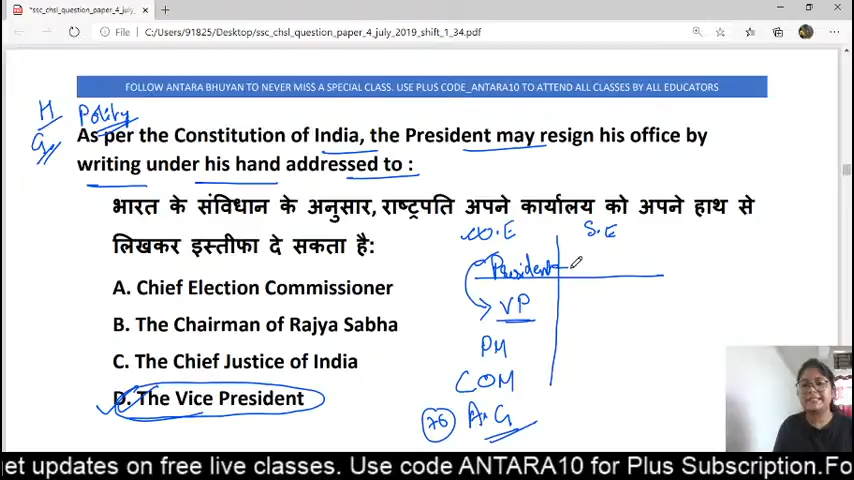 *ssc_chsl_question_paper_4_july_2019_shift_1_34.pdf
File | C:/Users/91825/Desktop/ssc_chsl_question_paper_4_july_2019_shift_1_34.pdf
FOLLOW ANTARA BHUYAN TO NEVER MISS A SPECIAL CLASS. USE PLUS CODE_ANTARA10 TO ATTEND ALL CLASSES BY ALL EDUCATORS
H Polity
G
As per the Constitution of India, the President may resign his office by
writing under his hand addressed to :
भारत के संविधान के अनुसार, राष्ट्रपति अपने कार्यालय को अपने हाथ से
लिखकर इस्तीफा दे सकता है:
S.E
President
VP
PM
COM
76 A.G
A. Chief Election Commissioner
B. The Chairman of Rajya Sabha
C. The Chief Justice of India
D. The Vice President
et updates on free live classes. Use code ANTARA10 for Plus Subscription.Fo